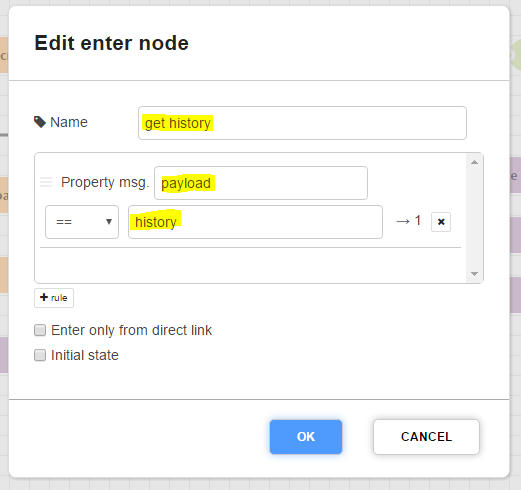 Edit enter node
Name
get history
Property msg. payload
== history → 1 ✖
+ rule
Enter only from direct link
Initial state
OK CANCEL